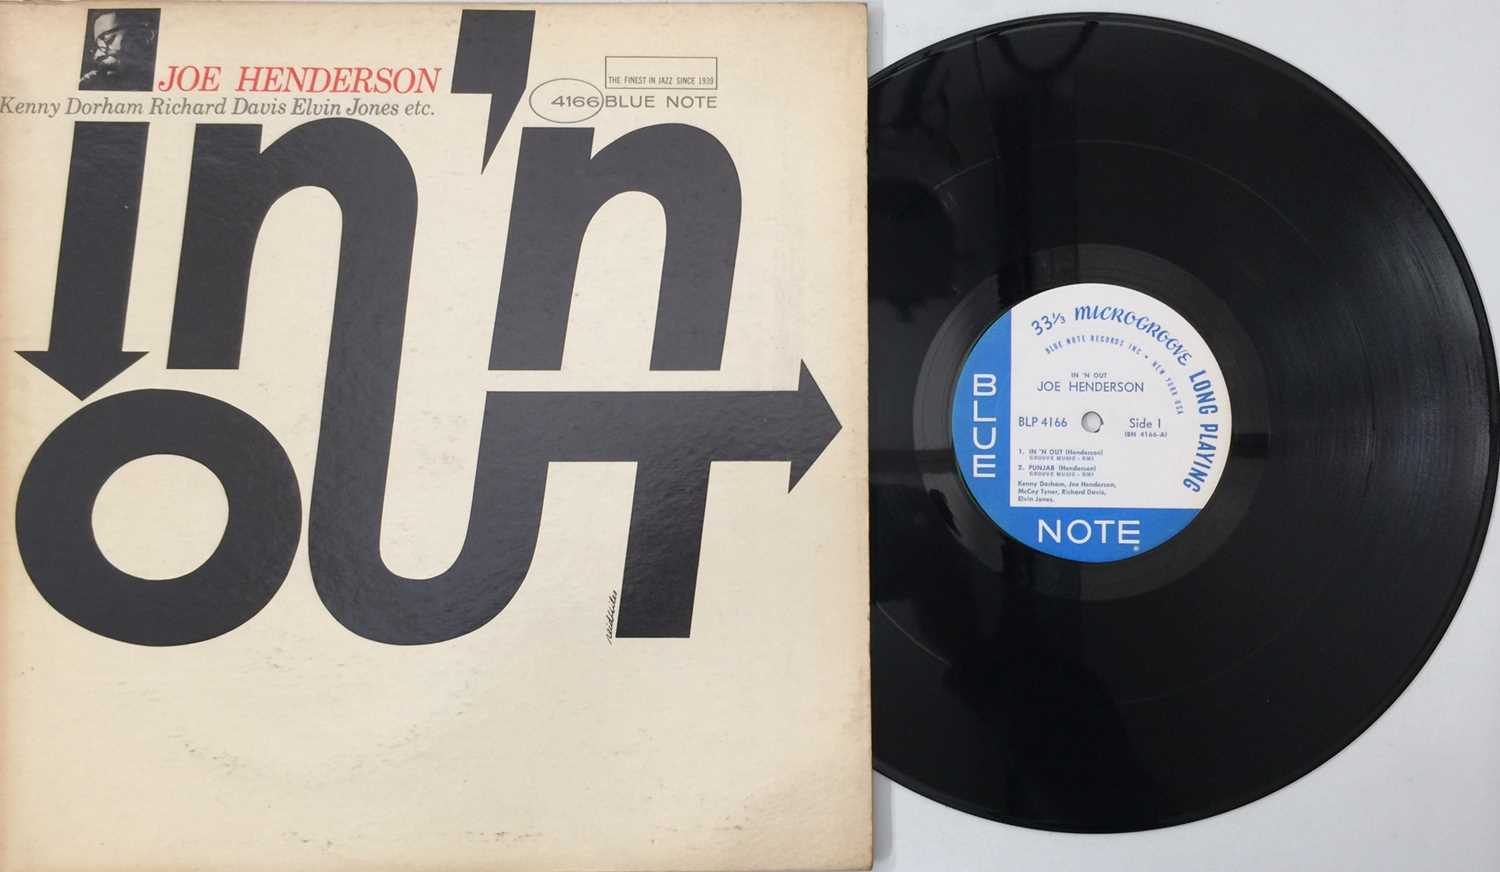 JOE HENDERSON
Kenny Dorham Richard Davis Elvin Jones etc.
THE FINEST IN JAZZ SINCE 1939
4166 BLUE NOTE
in'n
out
33⅓ MICROGROOVE LONG PLAYING
BLUE NOTE RECORDS INC • NEW YORK USA
IN 'N OUT
JOE HENDERSON
BLP 4166 Side 1
(BN 4166-A)
1. IN 'N OUT (Henderson)
GROOVE MUSIC - BMI
2. PUNJAB (Henderson)
GROOVE MUSIC - BMI
Kenny Dorham, Joe Henderson,
McCoy Tyner, Richard Davis,
Elvin Jones.
BLUE
NOTE